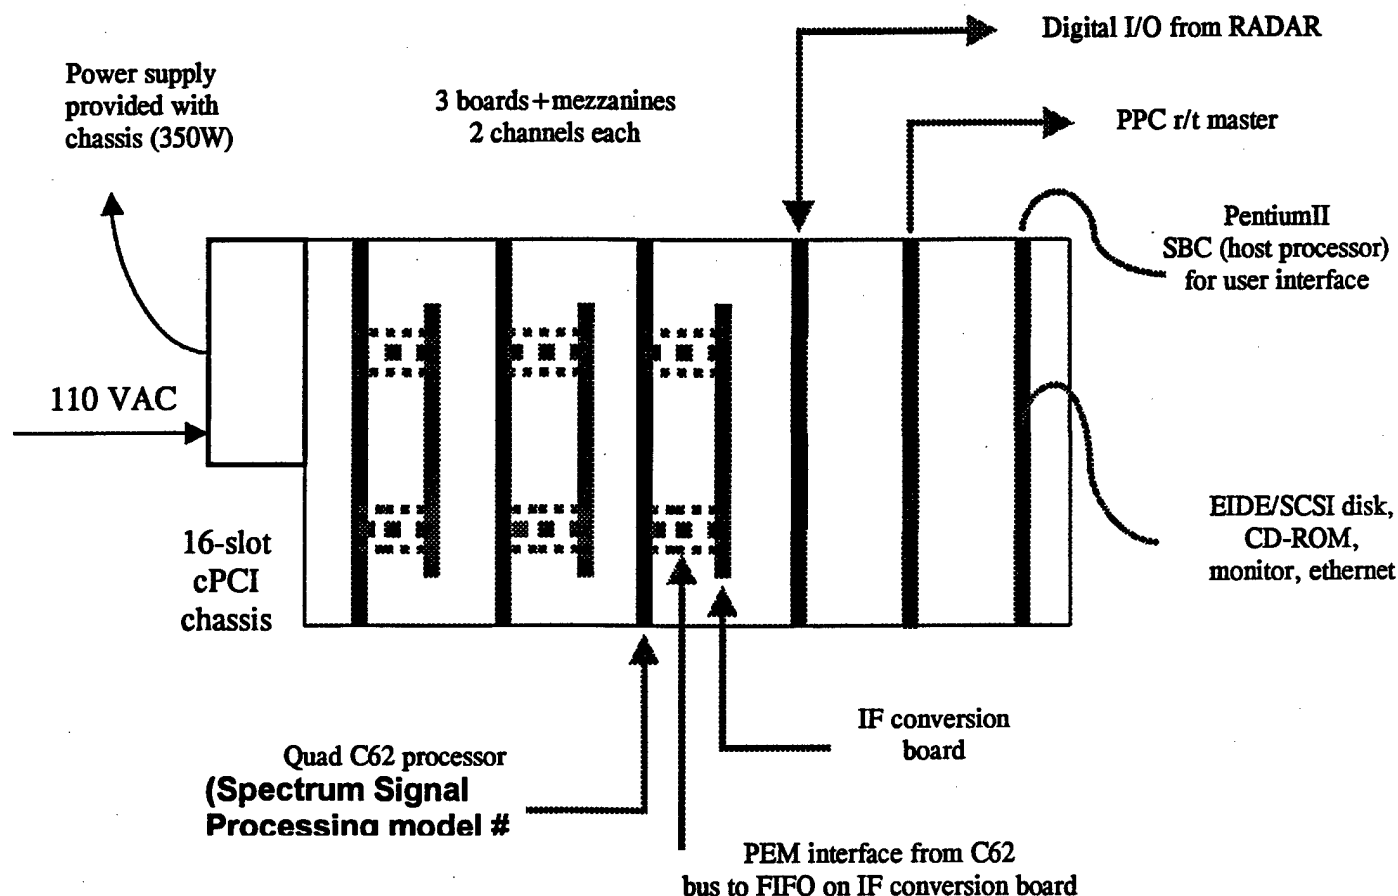 Digital I/O from RADAR
Power supply
provided with
chassis (350W)
3 boards+mezzanines
2 channels each
PPC r/t master
PentiumII
SBC (host processor)
for user interface
110 VAC
16-slot
cPCI
chassis
EIDE/SCSI disk,
CD-ROM,
monitor, ethernet
IF conversion
board
Quad C62 processor
(Spectrum Signal
Processing model #
PEM interface from C62
bus to FIFO on IF conversion board